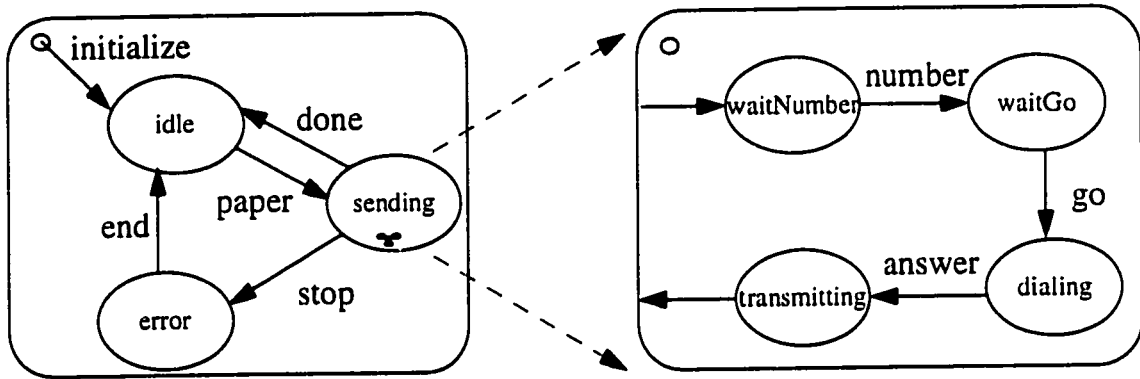 initialize
idle
done
paper
sending
end
stop
error
waitNumber
number
waitGo
go
answer
transmitting
dialing